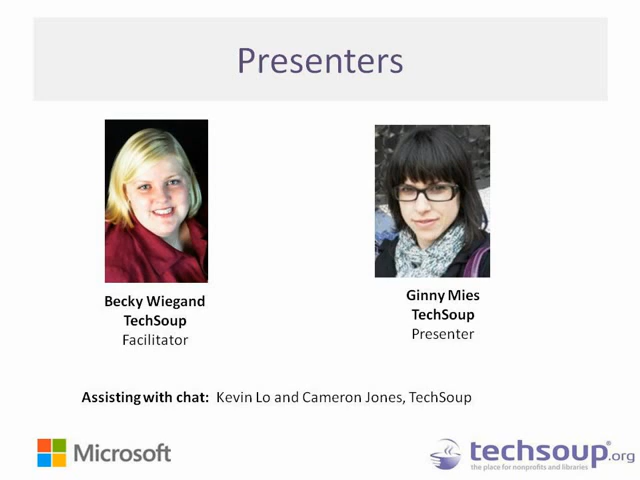 Presenters
Becky Wiegand
TechSoup
Facilitator
Ginny Mies
TechSoup
Presenter
Assisting with chat: Kevin Lo and Cameron Jones, TechSoup
Microsoft
techsoup®.org
the place for nonprofits and libraries